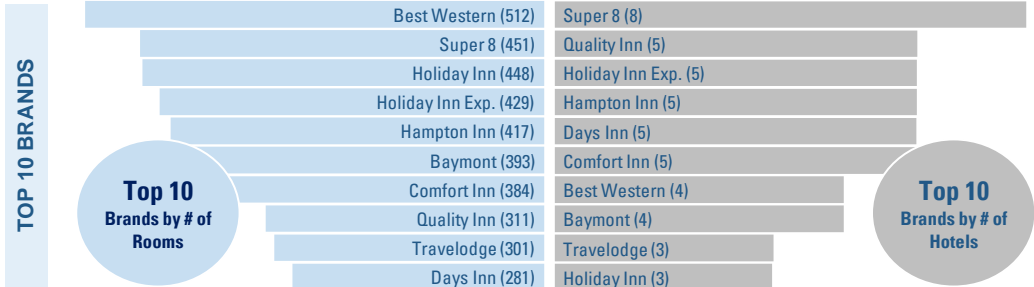 TOP 10 BRANDS
Best Western (512)
Super 8 (451)
Holiday Inn (448)
Holiday Inn Exp. (429)
Hampton Inn (417)
Baymont (393)
Comfort Inn (384)
Quality Inn (311)
Travelodge (301)
Days Inn (281)
Top 10
Brands by # of
Rooms
Super 8 (8)
Quality Inn (5)
Holiday Inn Exp. (5)
Hampton Inn (5)
Days Inn (5)
Comfort Inn (5)
Best Western (4)
Baymont (4)
Travelodge (3)
Holiday Inn (3)
Top 10
Brands by # of
Hotels